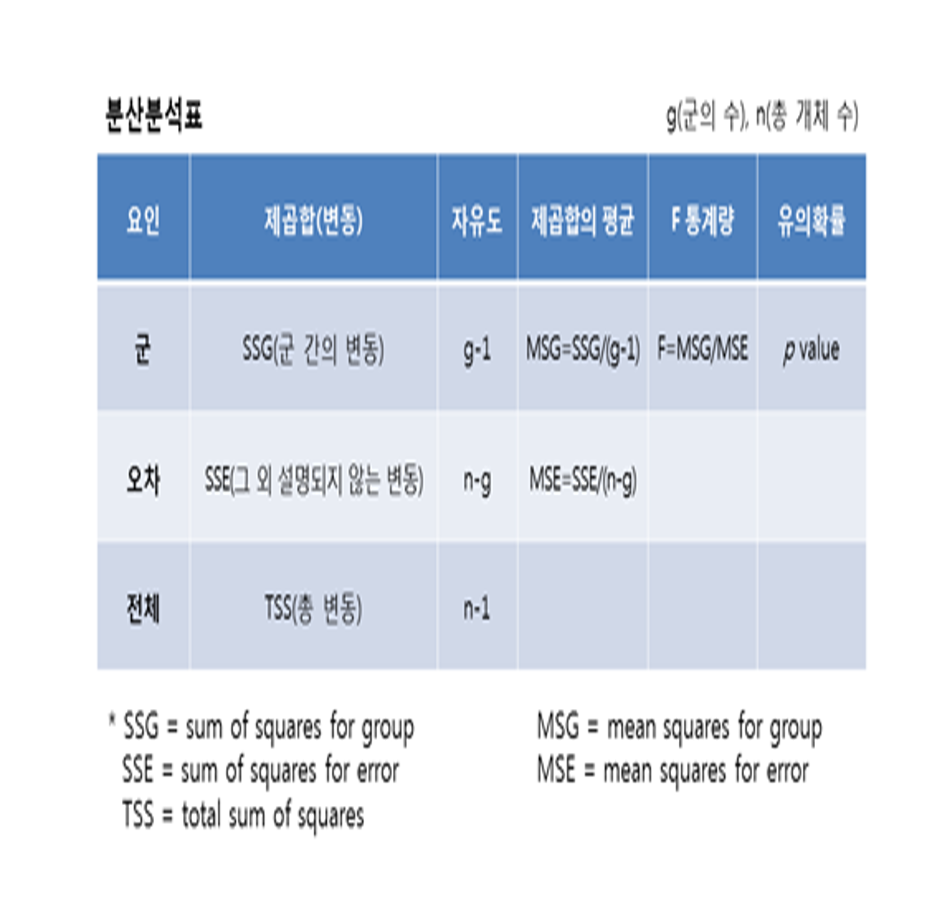 분산분석표 g(군의 수), n(총 개체 수)
요인 제곱합(변동) 자유도 제곱합의 평균 F 통계량 유의확률
군 SSG(군 간의 변동) g-1 MSG=SSG/(g-1) F=MSG/MSE p value
오차 SSE(그 외 설명되지 않는 변동) n-g MSE=SSE/(n-g)
전체 TSS(총 변동) n-1
* SSG = sum of squares for group MSG = mean squares for group
SSE = sum of squares for error MSE = mean squares for error
TSS = total sum of squares